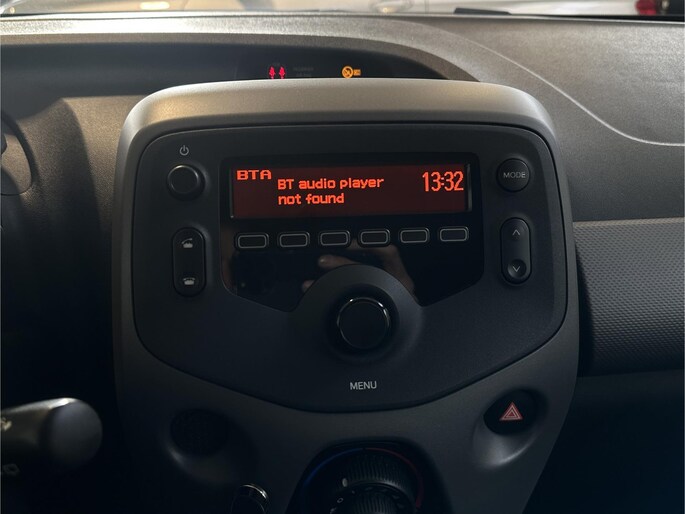 BTA
BT audio player
not found
13:32
MODE
MENU